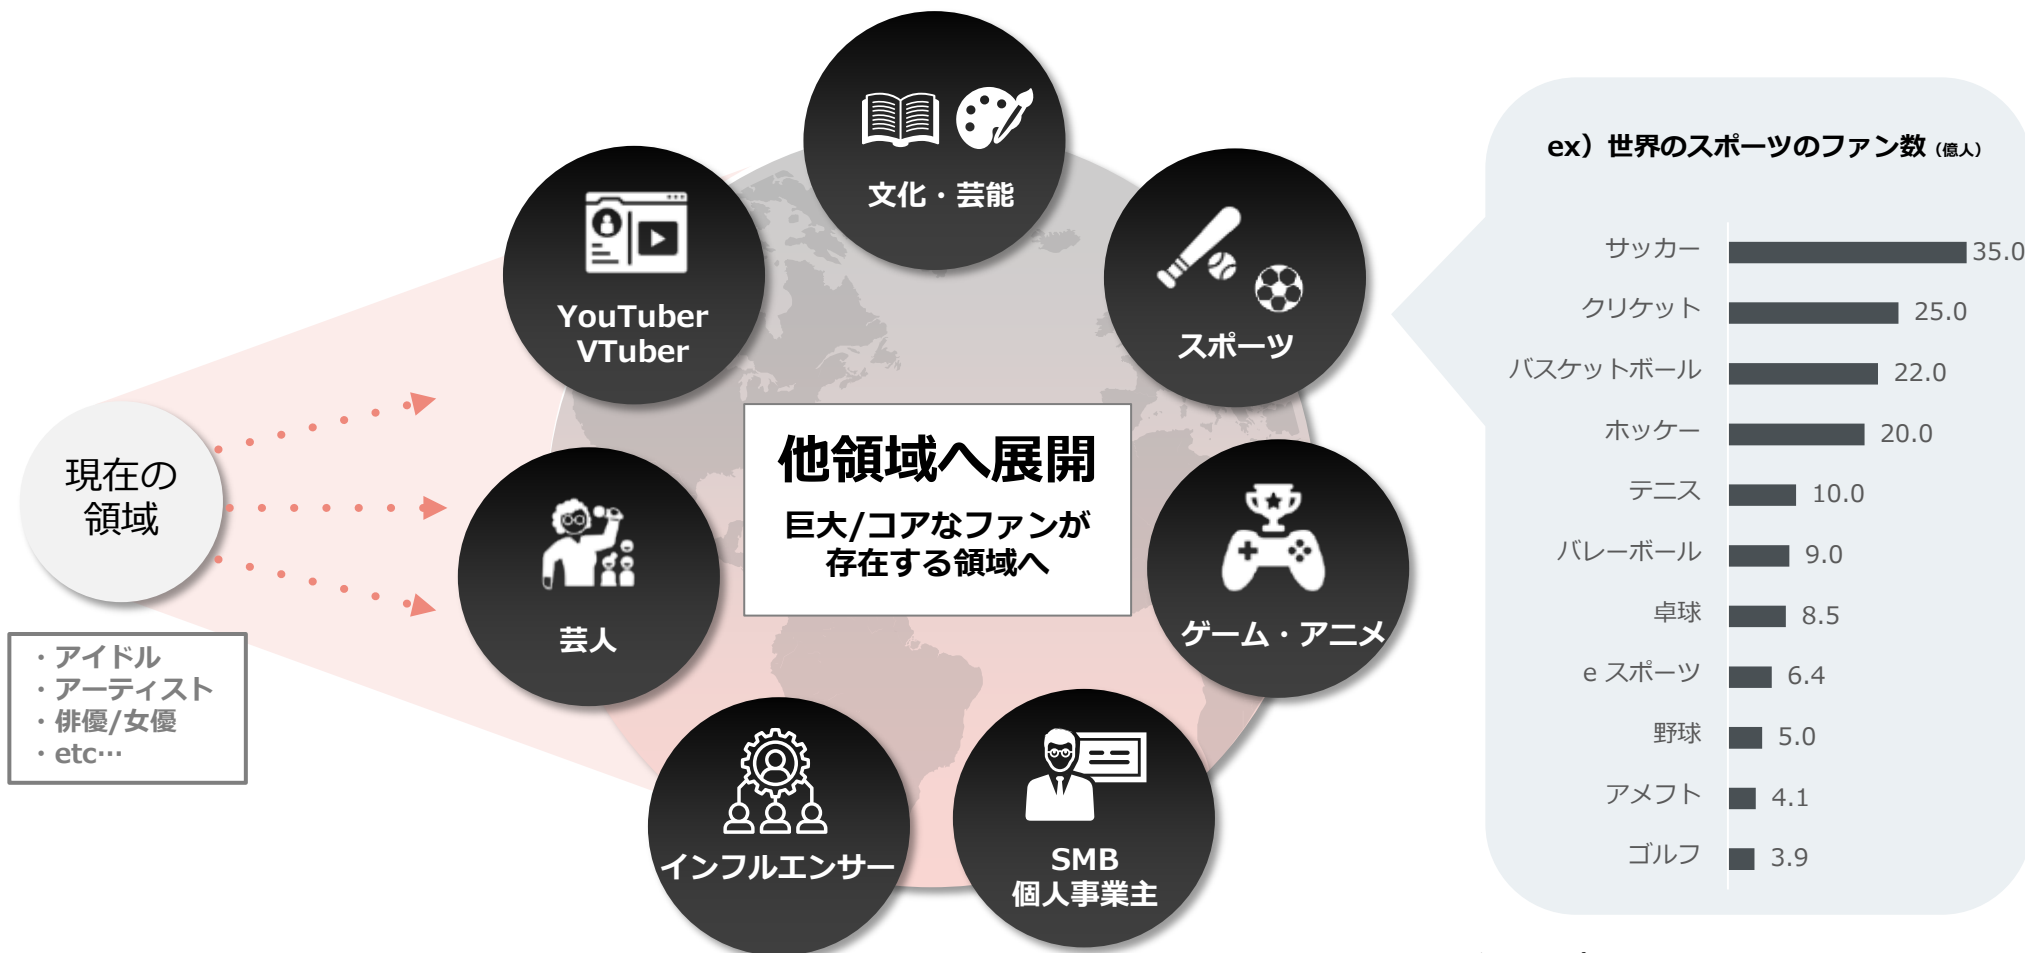 現在の
領域
・アイドル
・アーティスト
・俳優/女優
・etc…
文化・芸能
YouTuber
VTuber
スポーツ
他領域へ展開
巨大/コアなファンが
存在する領域へ
芸人
ゲーム・アニメ
インフルエンサー
SMB
個人事業主
ex）世界のスポーツのファン数（億人）
サッカー 35.0
クリケット 25.0
バスケットボール 22.0
ホッケー 20.0
テニス 10.0
バレーボール 9.0
卓球 8.5
e スポーツ 6.4
野球 5.0
アメフト 4.1
ゴルフ 3.9